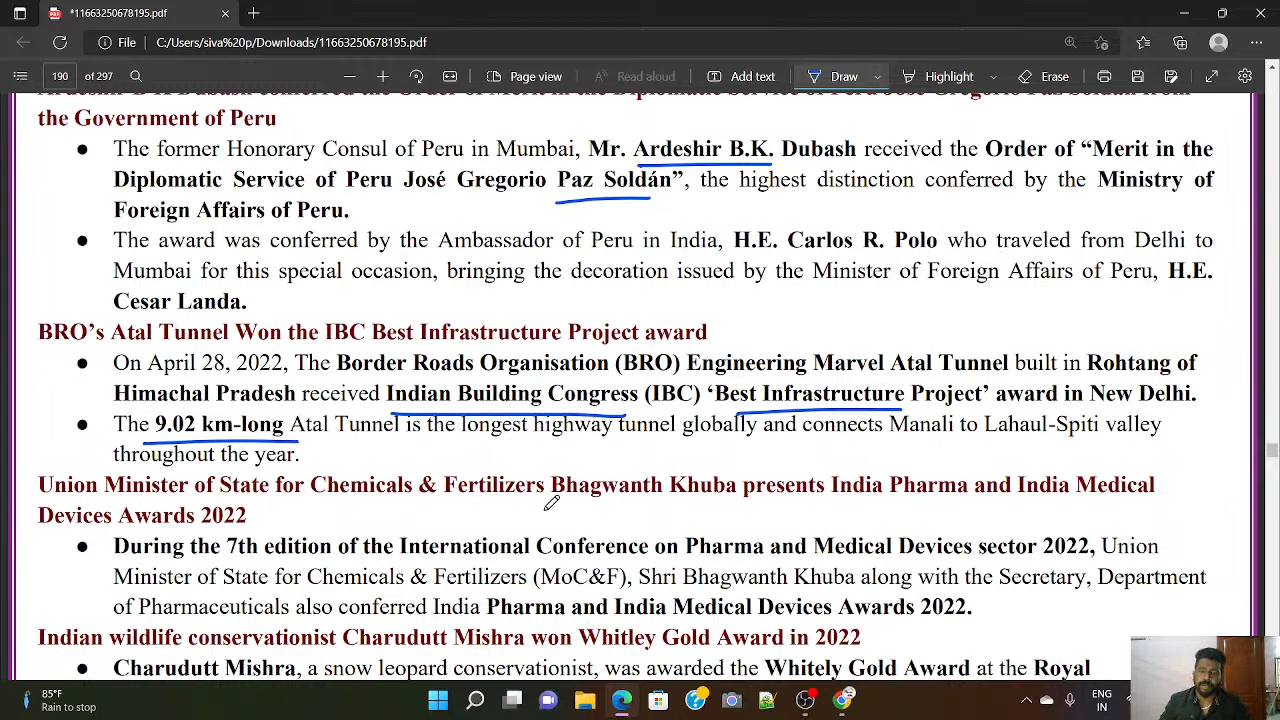 *11663250678195.pdf
File C:/Users/siva%20p/Downloads/11663250678195.pdf
190 of 297 Page view Read aloud Add text Draw Highlight Erase
the Government of Peru
● The former Honorary Consul of Peru in Mumbai, Mr. Ardeshir B.K. Dubash received the Order of “Merit in the
Diplomatic Service of Peru José Gregorio Paz Soldán”, the highest distinction conferred by the Ministry of
Foreign Affairs of Peru.
● The award was conferred by the Ambassador of Peru in India, H.E. Carlos R. Polo who traveled from Delhi to
Mumbai for this special occasion, bringing the decoration issued by the Minister of Foreign Affairs of Peru, H.E.
Cesar Landa.
BRO’s Atal Tunnel Won the IBC Best Infrastructure Project award
● On April 28, 2022, The Border Roads Organisation (BRO) Engineering Marvel Atal Tunnel built in Rohtang of
Himachal Pradesh received Indian Building Congress (IBC) ‘Best Infrastructure Project’ award in New Delhi.
● The 9.02 km-long Atal Tunnel is the longest highway tunnel globally and connects Manali to Lahaul-Spiti valley
throughout the year.
Union Minister of State for Chemicals & Fertilizers Bhagwanth Khuba presents India Pharma and India Medical
Devices Awards 2022
● During the 7th edition of the International Conference on Pharma and Medical Devices sector 2022, Union
Minister of State for Chemicals & Fertilizers (MoC&F), Shri Bhagwanth Khuba along with the Secretary, Department
of Pharmaceuticals also conferred India Pharma and India Medical Devices Awards 2022.
Indian wildlife conservationist Charudutt Mishra won Whitley Gold Award in 2022
● Charudutt Mishra, a snow leopard conservationist, was awarded the Whitely Gold Award at the Royal
85°F
Rain to stop
ENG
IN